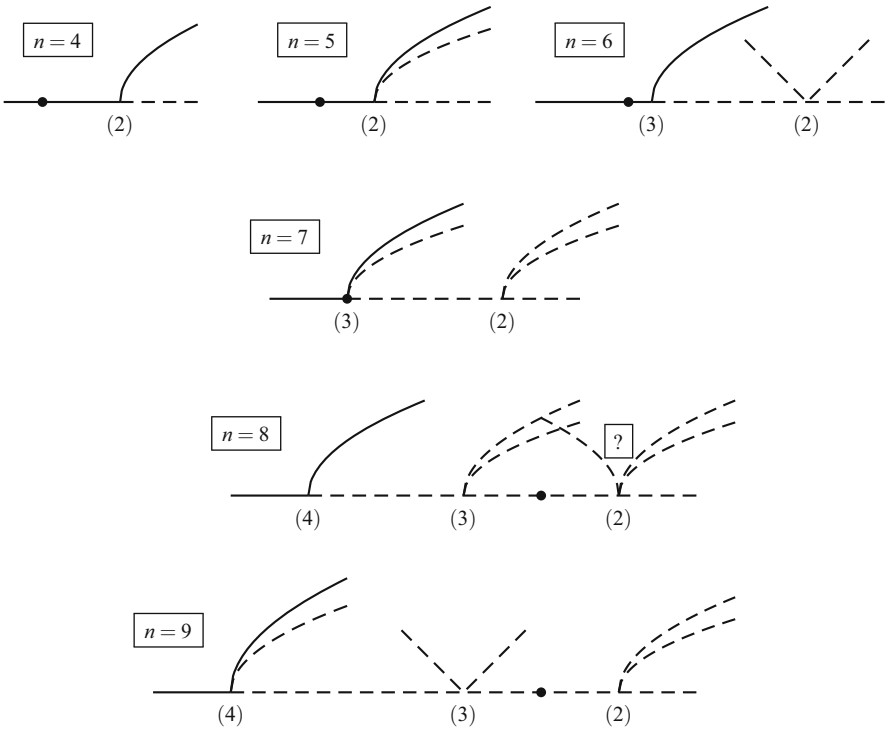 n = 4
n = 5
n = 6
(2)
(2)
(3)
(2)
n = 7
(3)
(2)
n = 8
?
(4)
(3)
(2)
n = 9
(4)
(3)
(2)